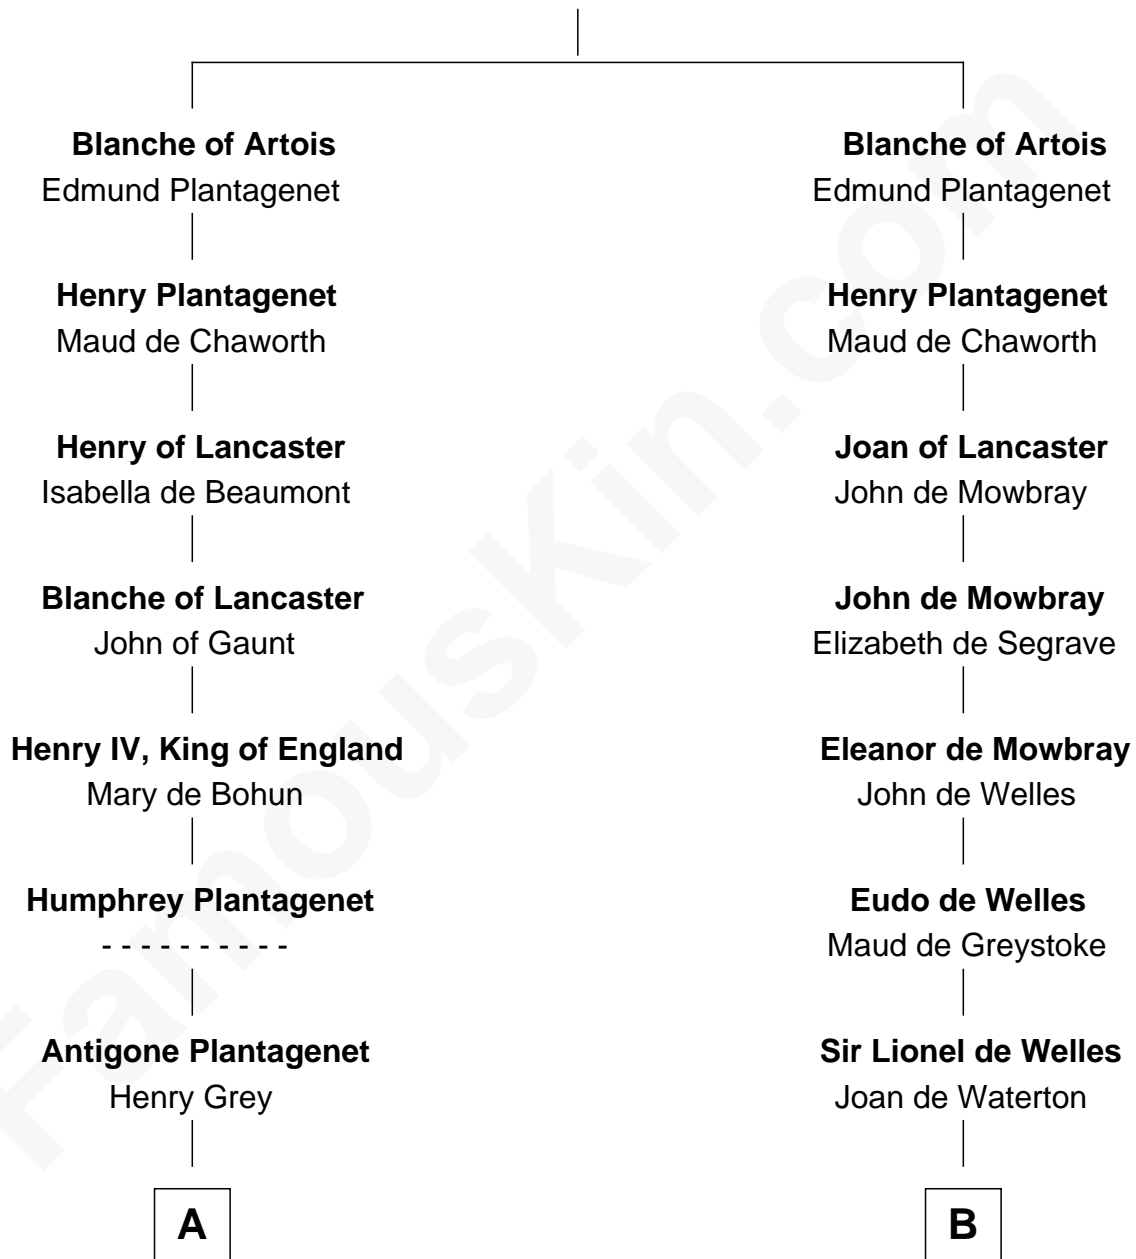 Blanche of Artois
Edmund Plantagenet
Henry Plantagenet
Maud de Chaworth
Henry of Lancaster
Isabella de Beaumont
Blanche of Lancaster
John of Gaunt
Henry IV, King of England
Mary de Bohun
Humphrey Plantagenet
- - - - - - - - - -
Antigone Plantagenet
Henry Grey
A
Blanche of Artois
Edmund Plantagenet
Henry Plantagenet
Maud de Chaworth
Joan of Lancaster
John de Mowbray
John de Mowbray
Elizabeth de Segrave
Eleanor de Mowbray
John de Welles
Eudo de Welles
Maud de Greystoke
Sir Lionel de Welles
Joan de Waterton
B
FamousKin.com